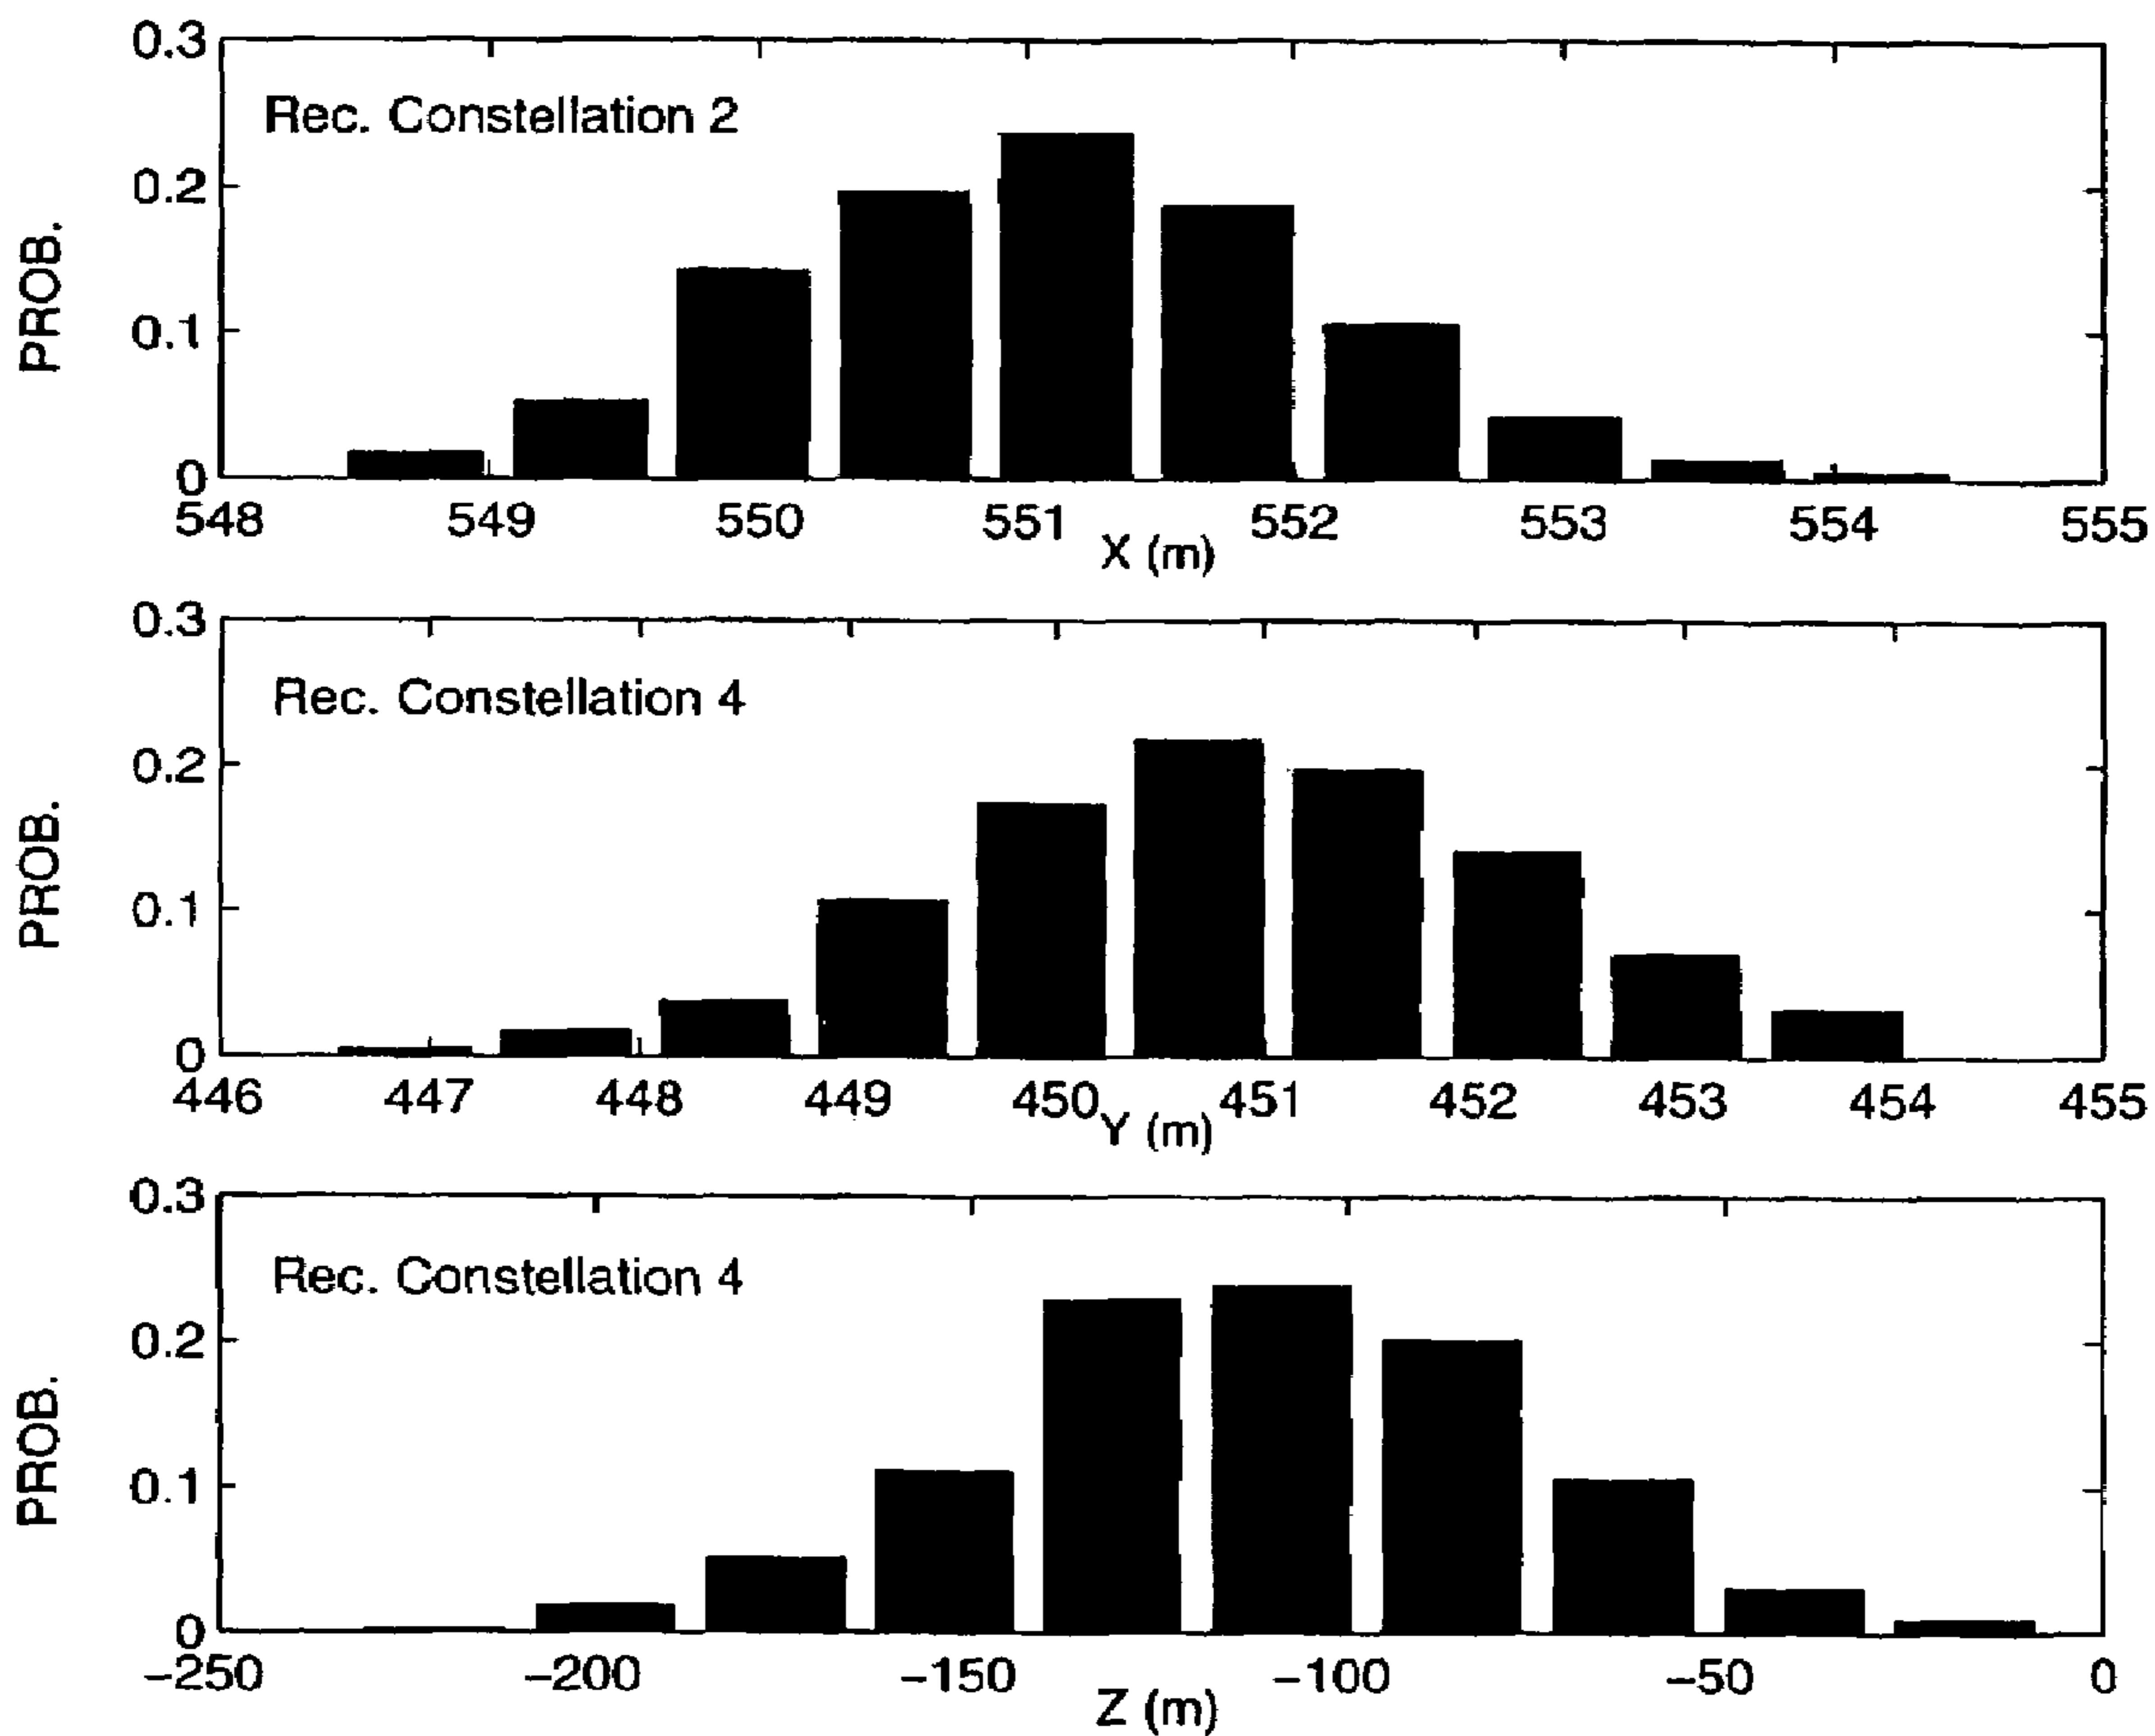 0.3
Rec. Constellation 2
0.2
PROB.
0.1
0
548 549 550 551 552 553 554 555
X (m)
0.3
Rec. Constellation 4
0.2
PROB.
0.1
0
446 447 448 449 450 451 452 453 454 455
Y (m)
0.3
Rec. Constellation 4
0.2
PROB.
0.1
0
−250 −200 −150 −100 −50 0
Z (m)